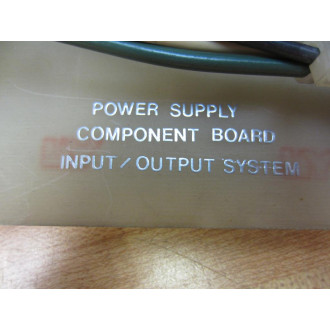 POWER SUPPLY
COMPONENT BOARD
INPUT/OUTPUT SYSTEM